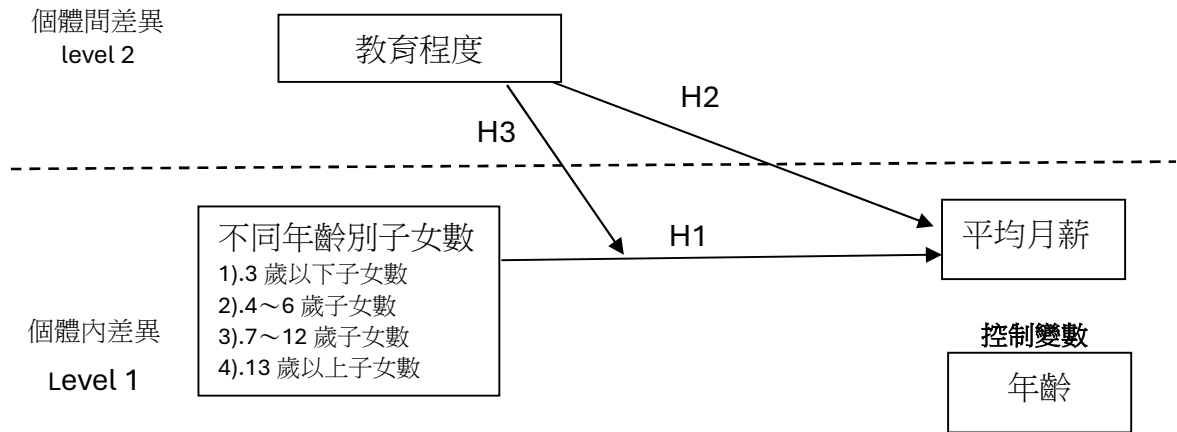 個體間差異
level 2
教育程度
H2
H3
不同年齡別子女數
1).3 歲以下子女數
2).4～6 歲子女數
3).7～12 歲子女數
4).13 歲以上子女數
H1
平均月薪
個體內差異
Level 1
控制變數
年齡